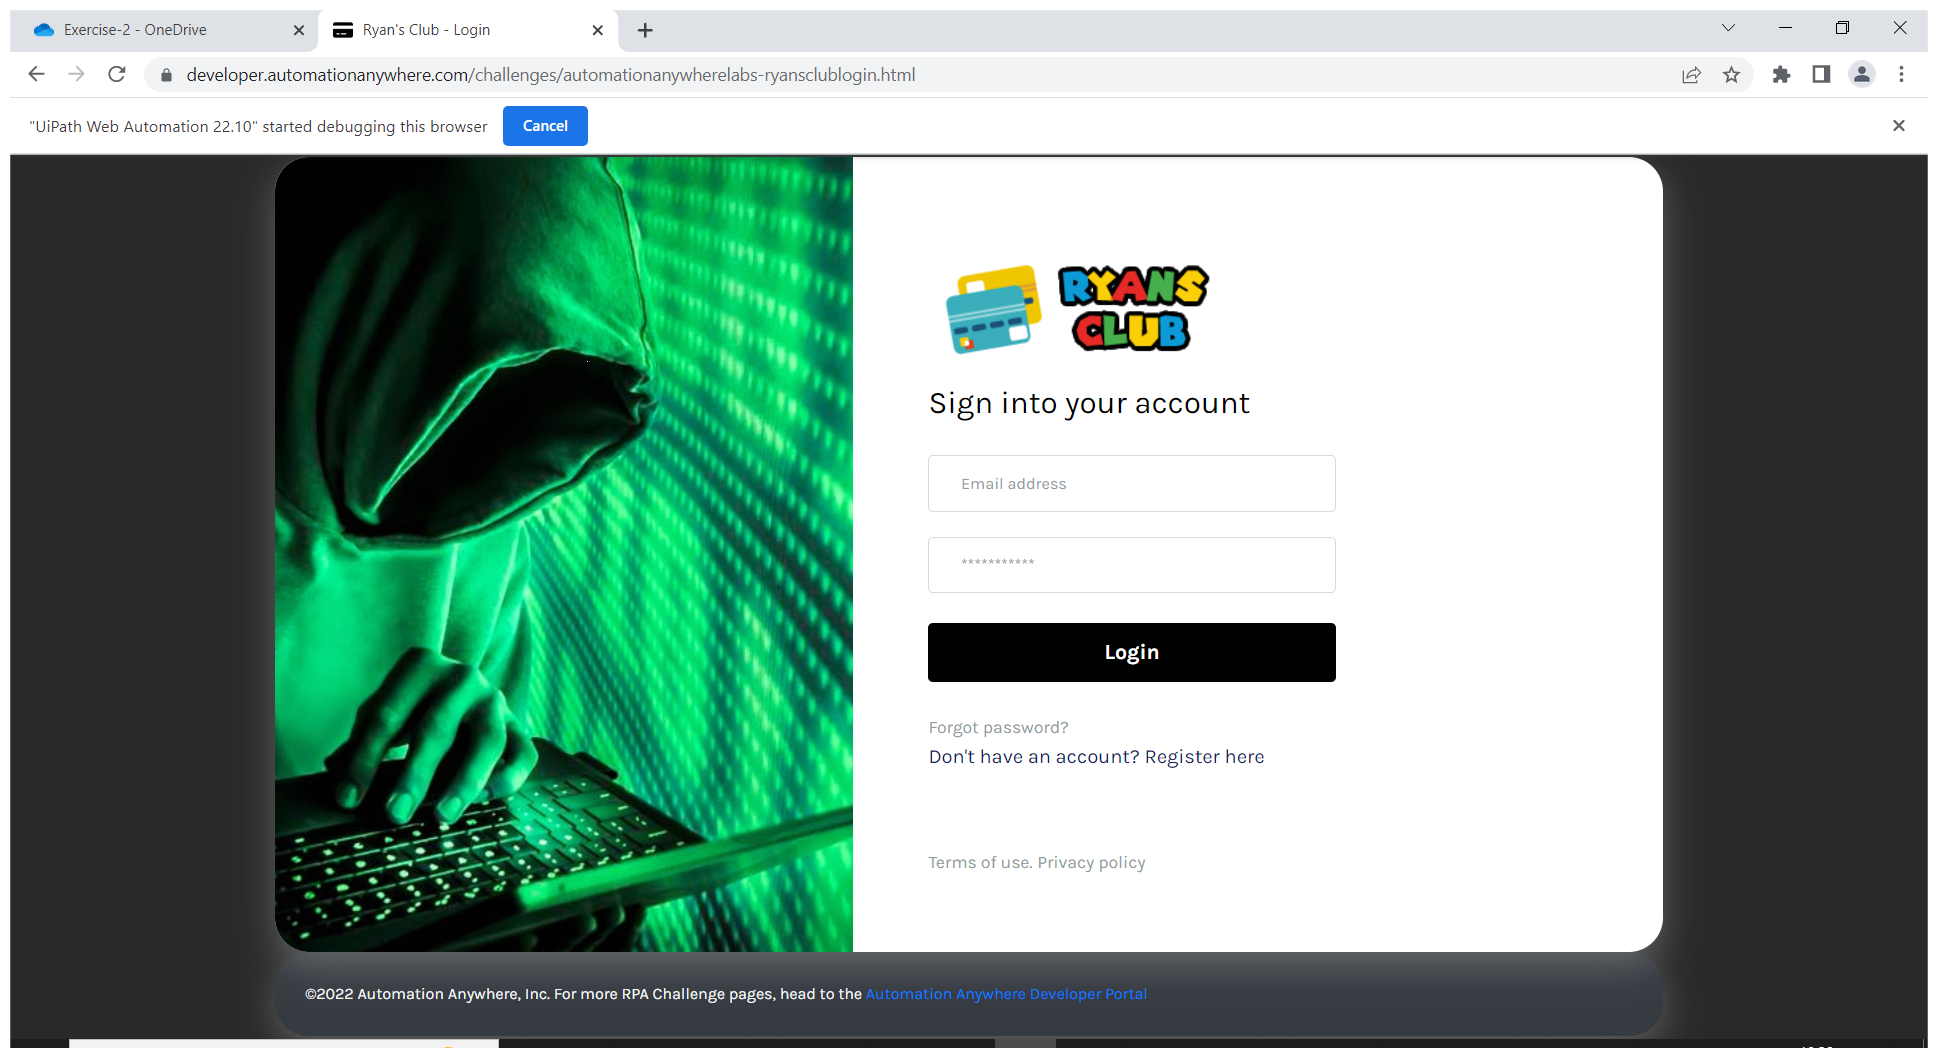 Exercise-2 - OneDrive
Ryan's Club - Login
developer.automationanywhere.com/challenges/automationanywherelabs-ryansclublogin.html
"UiPath Web Automation 22.10" started debugging this browser
Cancel
RYANS
CLUB
Sign into your account
Email address
***********
Login
Forgot password?
Don't have an account? Register here
Terms of use. Privacy policy
©2022 Automation Anywhere, Inc. For more RPA Challenge pages, head to the Automation Anywhere Developer Portal